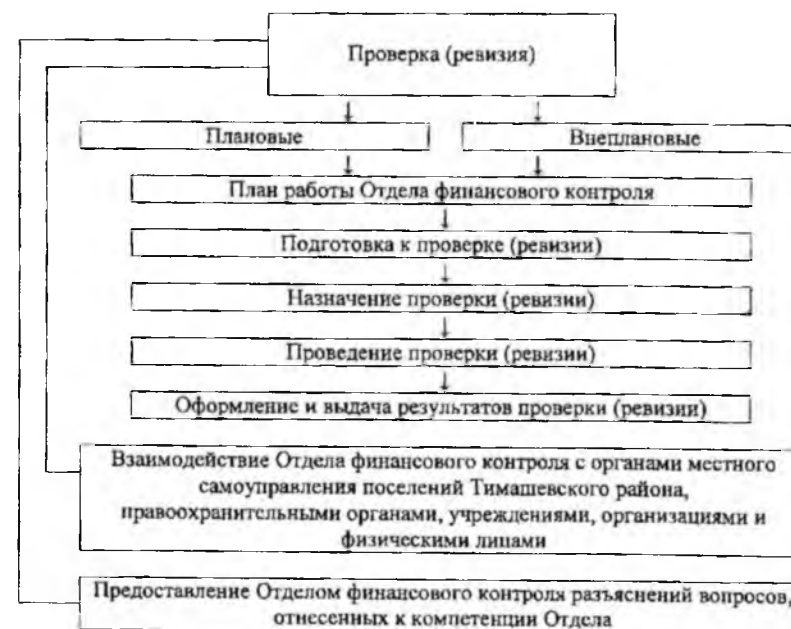 Проверка (ревизия)
Плановые
Внеплановые
План работы Отдела финансового контроля
Подготовка к проверке (ревизии)
Назначение проверки (ревизии)
Проведение проверки (ревизии)
Оформление и выдача результатов проверки (ревизии)
Взаимодействие Отдела финансового контроля с органами местного
самоуправления поселений Тимашевского района,
правоохранительными органами, учреждениями, организациями и
физическими лицами
Предоставление Отделом финансового контроля разъяснений вопросов,
отнесенных к компетенции Отдела